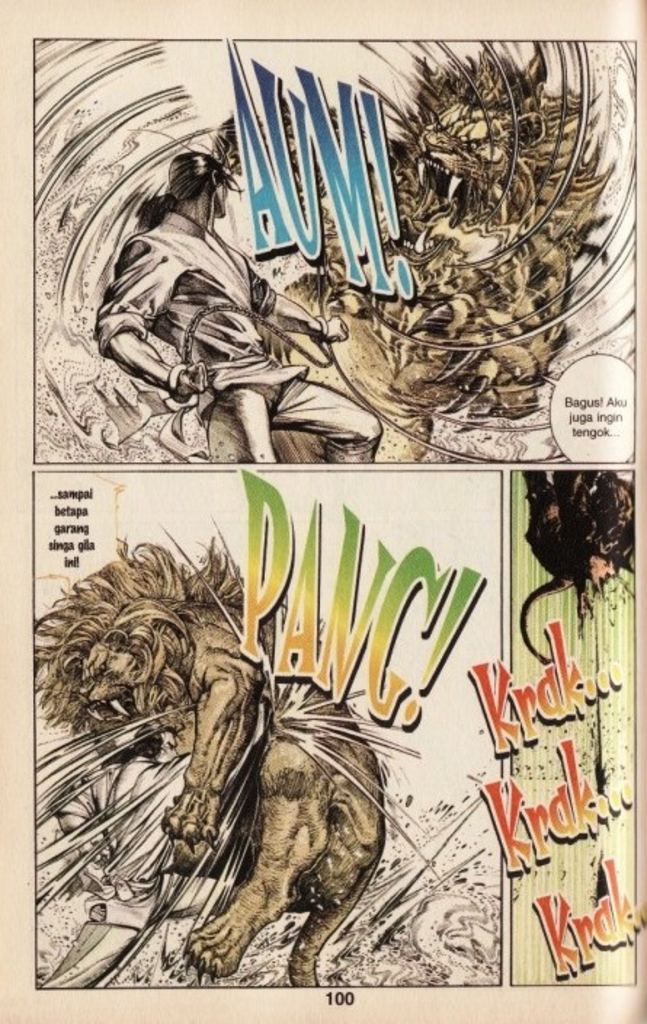 AUM!
Bagus! Aku
juga ingin
tengok...
...sampai
betapa
garang
singa gila
ini!
PANG!
Krak...
Krak...
Krak...
100